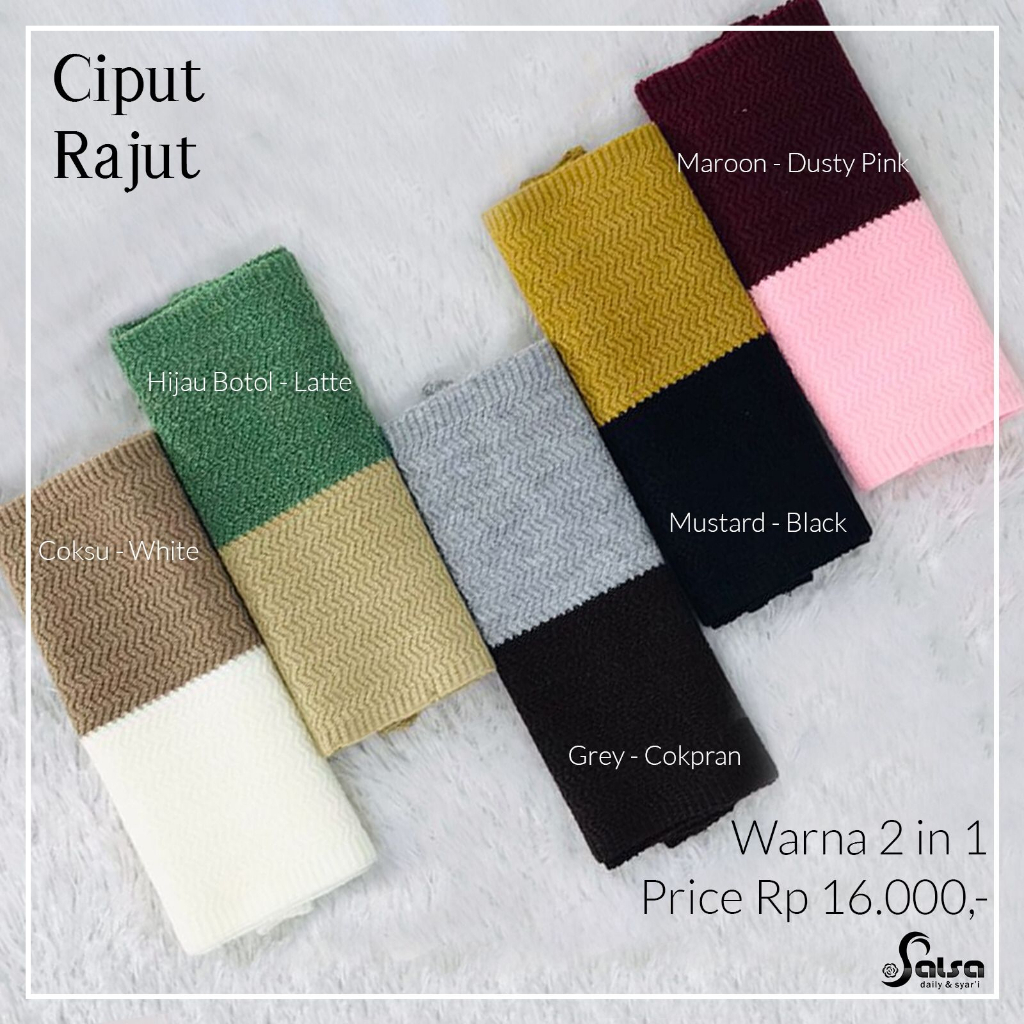 Ciput
Rajut
Maroon - Dusty Pink
Hijau Botol - Latte
Mustard - Black
Coksu - White
Grey - Cokpran
Warna 2 in 1
Price Rp 16.000,-
Salsa
daily & syar'i